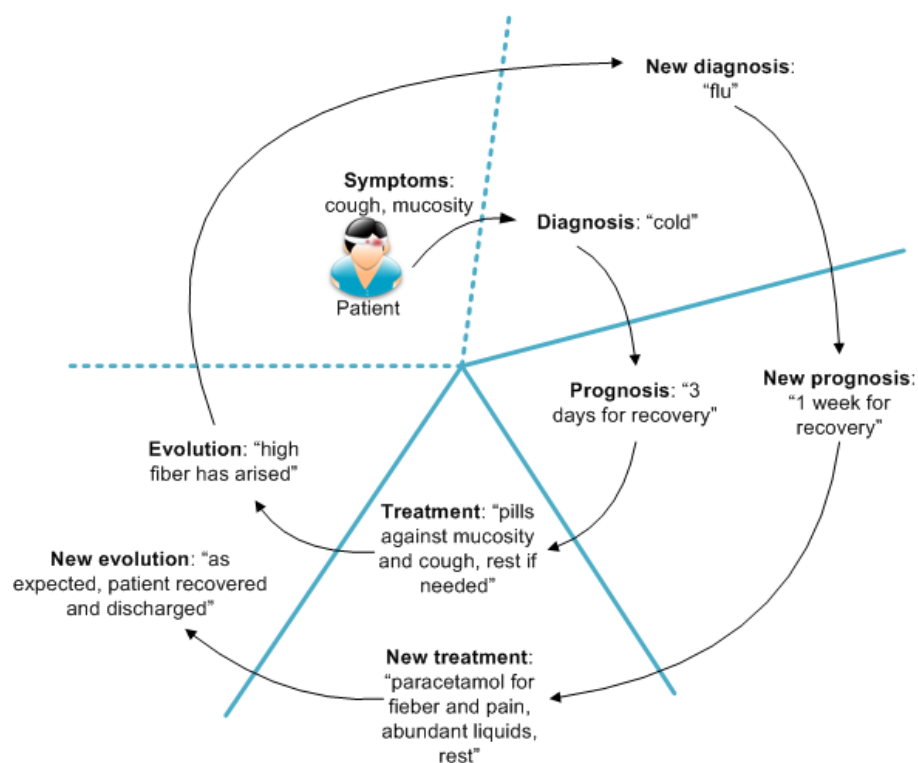 Symptoms:
cough, mucosity
Patient
Diagnosis: “cold”
Prognosis: “3
days for recovery”
Treatment: “pills
against mucosity
and cough, rest if
needed”
Evolution: “high
fiber has arised”
New diagnosis:
“flu”
New prognosis:
“1 week for
recovery”
New treatment:
“paracetamol for
fieber and pain,
abundant liquids,
rest”
New evolution: “as
expected, patient recovered
and discharged”